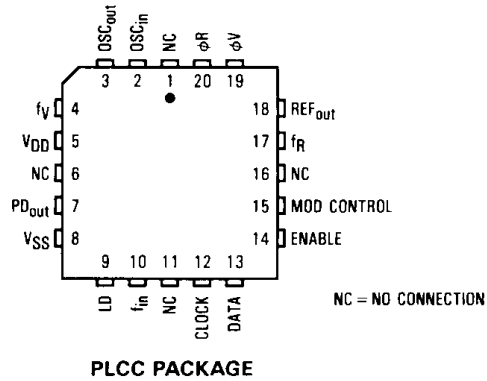 OSCout
OSCin
NC
φR
φV
3 2 1 20 19
fV 4
VDD 5
NC 6
PDout 7
VSS 8
18 REFout
17 fR
16 NC
15 MOD CONTROL
14 ENABLE
9 10 11 12 13
LD
fin
NC
CLOCK
DATA
NC = NO CONNECTION
PLCC PACKAGE